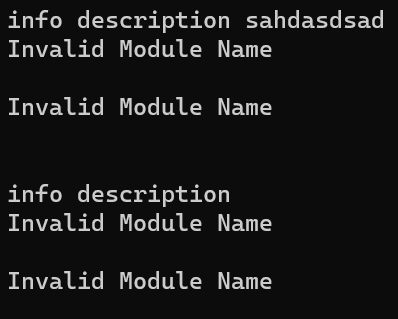 info description sahdasdsad
Invalid Module Name
Invalid Module Name
info description
Invalid Module Name
Invalid Module Name